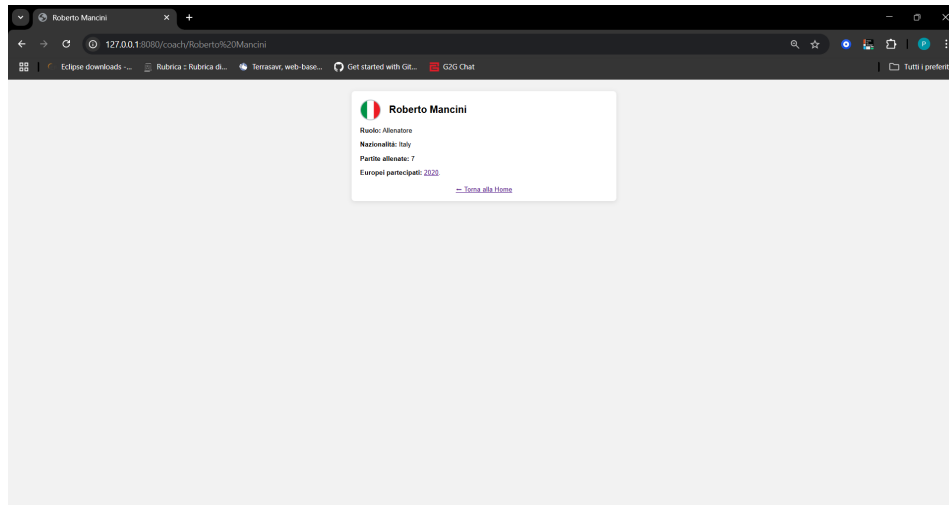 Roberto Mancini
127.0.0.1:8080/coach/Roberto%20Mancini
Eclipse downloads -... Rubrica :: Rubrica di... Terrasavr, web-base... Get started with Git... G2G Chat Tutti i preferit
Roberto Mancini
Ruolo: Allenatore
Nazionalità: Italy
Partite allenate: 7
Europei partecipati: 2020.
← Torna alla Home